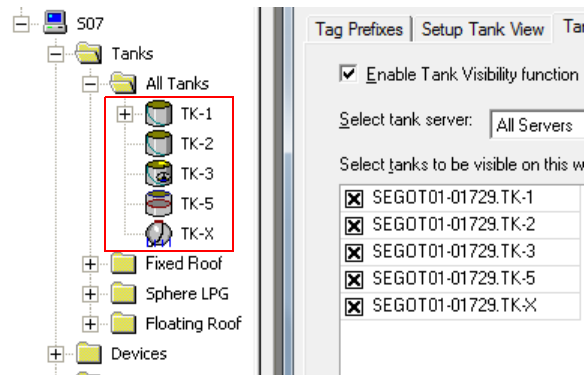 S07
Tanks
All Tanks
TK-1
TK-2
TK-3
TK-5
TK-X
Fixed Roof
Sphere LPG
Floating Roof
Devices
Tag Prefixes Setup Tank View
Enable Tank Visibility function
Select tank server: All Servers
Select tanks to be visible on this
SEGOT01-01729.TK-1
SEGOT01-01729.TK-2
SEGOT01-01729.TK-3
SEGOT01-01729.TK-5
SEGOT01-01729.TK-X